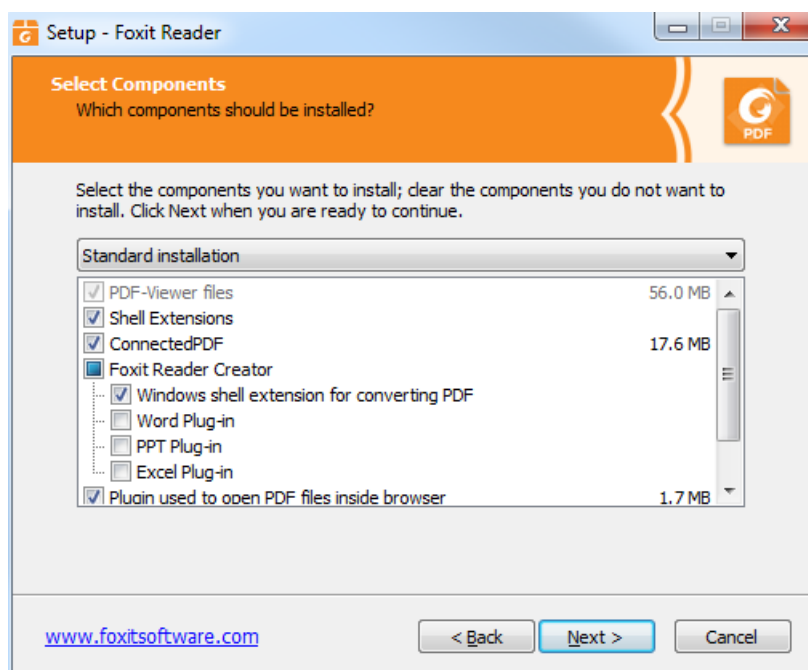 Setup - Foxit Reader
Select Components
Which components should be installed?
PDF
Select the components you want to install; clear the components you do not want to
install. Click Next when you are ready to continue.
Standard installation
PDF-Viewer files 56.0 MB
Shell Extensions
ConnectedPDF 17.6 MB
Foxit Reader Creator
Windows shell extension for converting PDF
Word Plug-in
PPT Plug-in
Excel Plug-in
Plugin used to open PDF files inside browser 1.7 MB
www.foxitsoftware.com < Back Next > Cancel